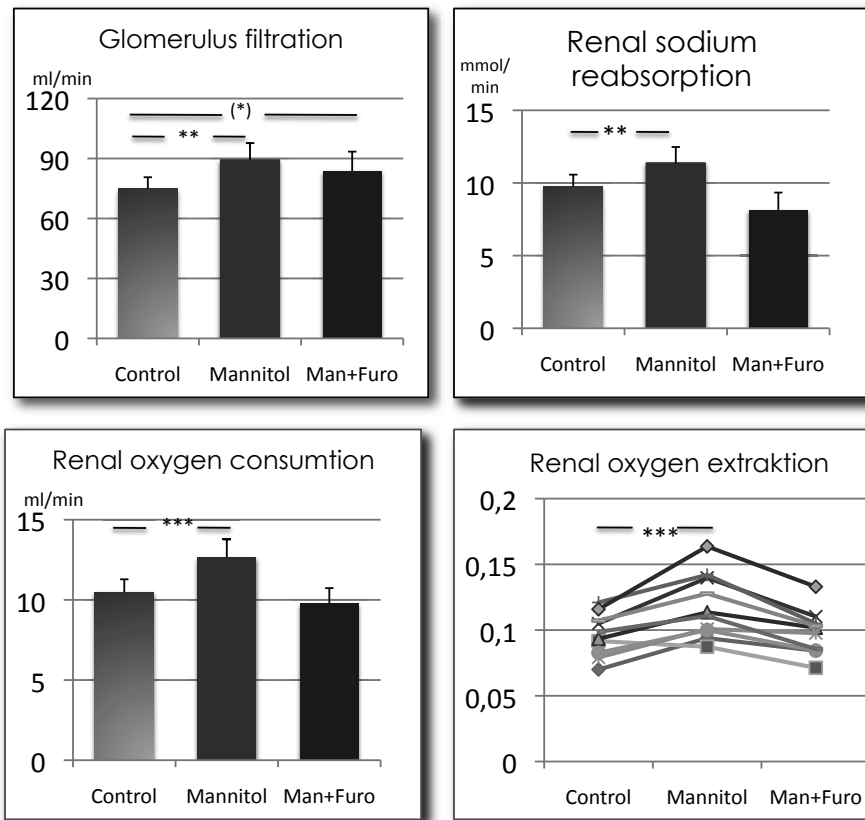 Glomerulus filtration
ml/min
120
90
60
30
0
(*)
**
Control Mannitol Man+Furo
Renal sodium
reabsorption
mmol/
min
15
10
5
0
**
Control Mannitol Man+Furo
Renal oxygen consumtion
ml/min
15
10
5
0
***
Control Mannitol Man+Furo
Renal oxygen extraktion
0,2
0,15
0,1
0,05
0
***
Control Mannitol Man+Furo